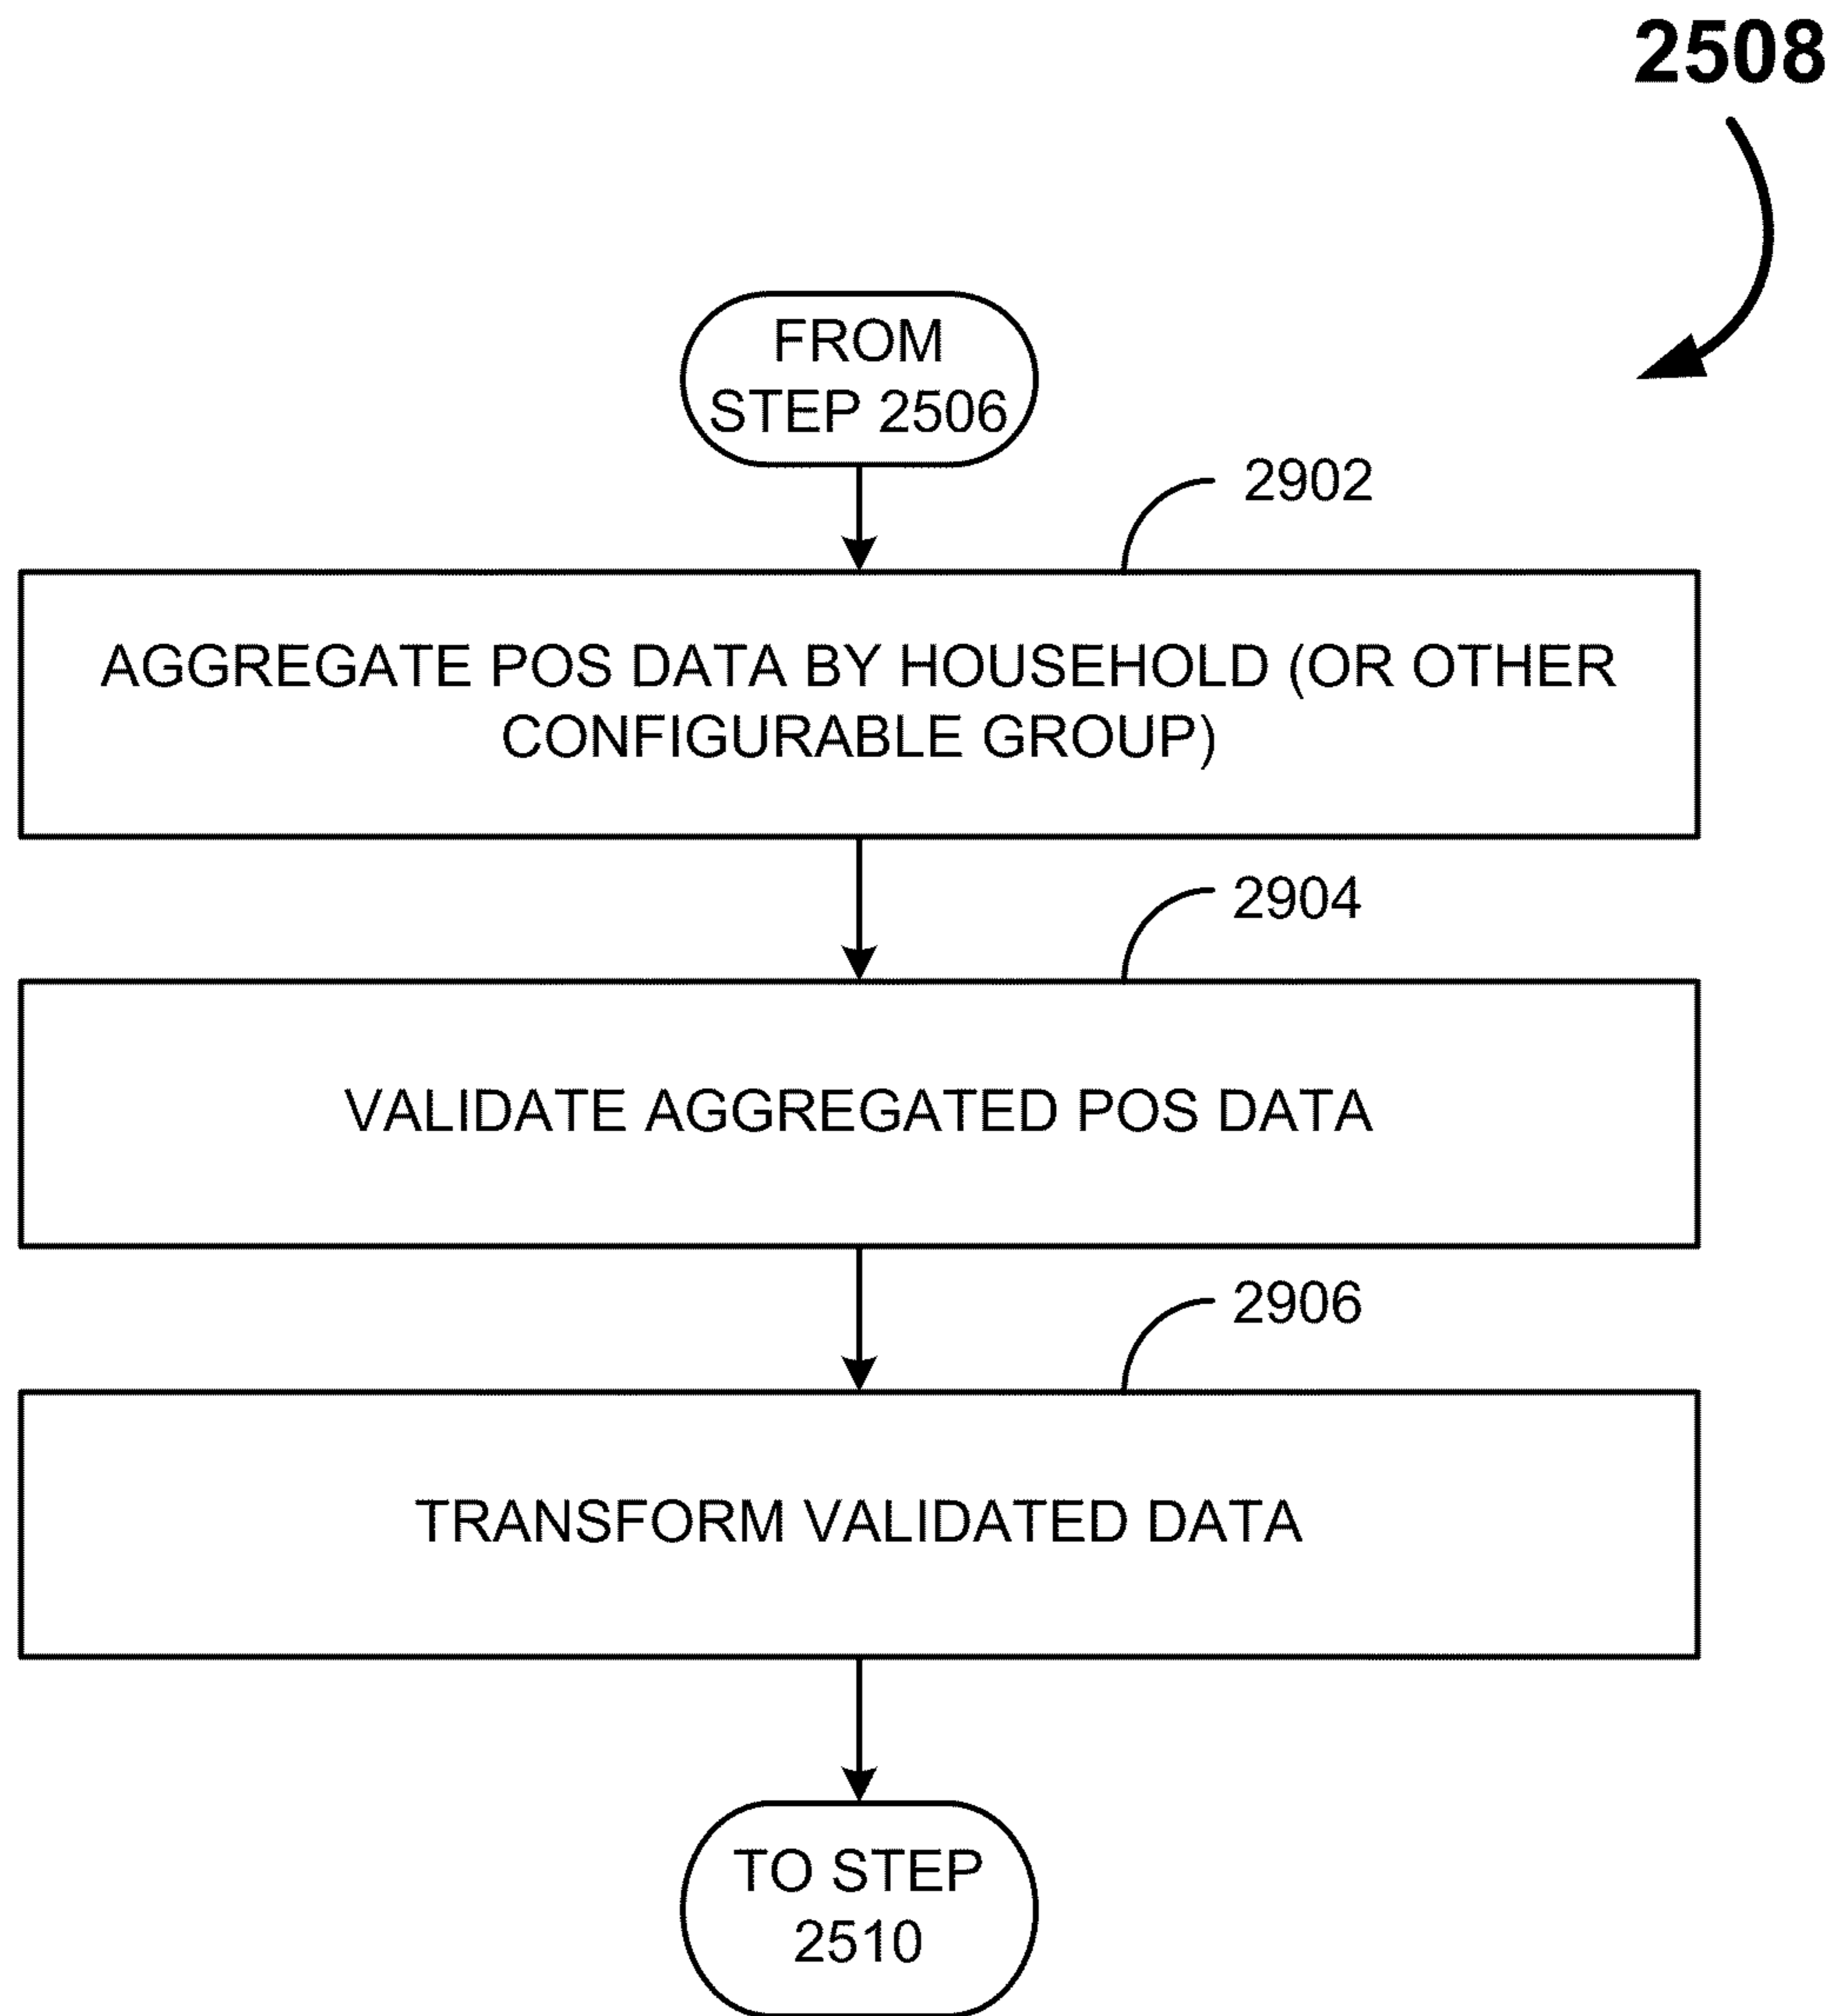 2508
FROM
STEP 2506
2902
AGGREGATE POS DATA BY HOUSEHOLD (OR OTHER
CONFIGURABLE GROUP)
2904
VALIDATE AGGREGATED POS DATA
2906
TRANSFORM VALIDATED DATA
TO STEP
2510